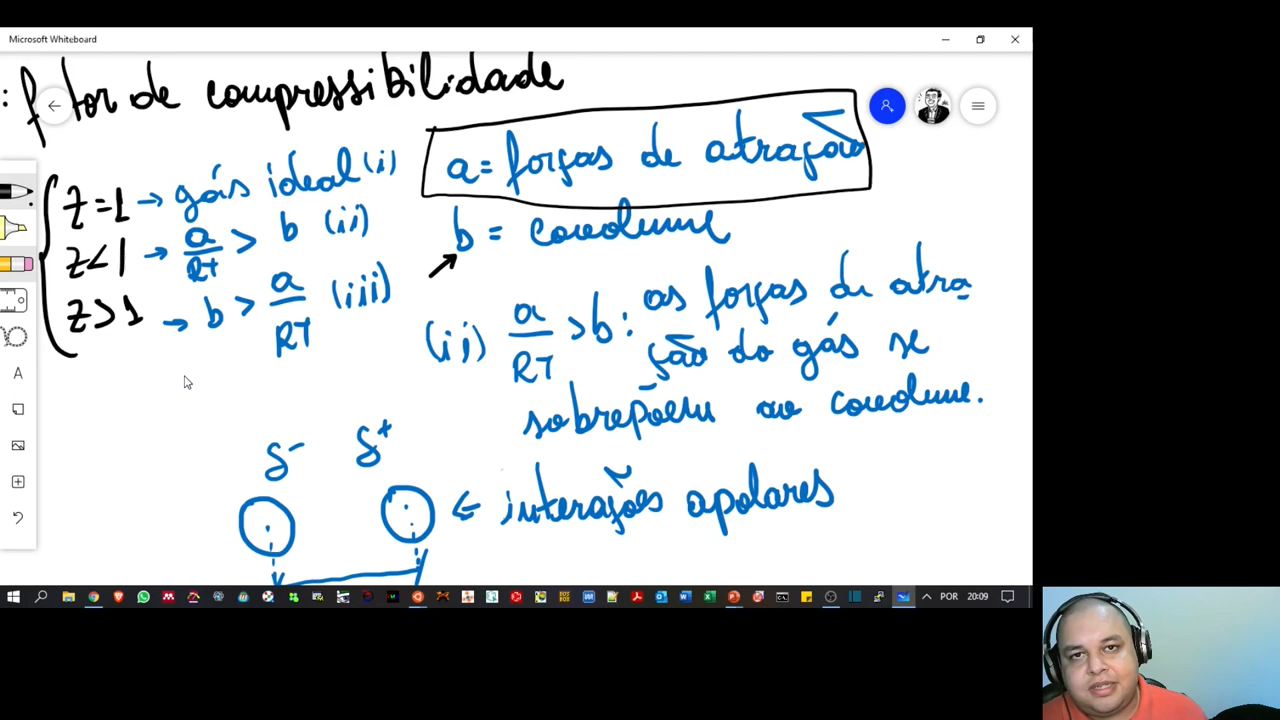 Microsoft Whiteboard
: fator de compressibilidade
a = forças de atração
Z = 1 → gás ideal (i)
Z < 1 → a/RT > b (ii)
Z > 1 → b > a/RT (iii)
b = covolume
(ii) a/RT > b : as forças de atra-
ção do gás se
sobrepõem ao covolume.
δ- δ+
← interações apolares
POR 20:09